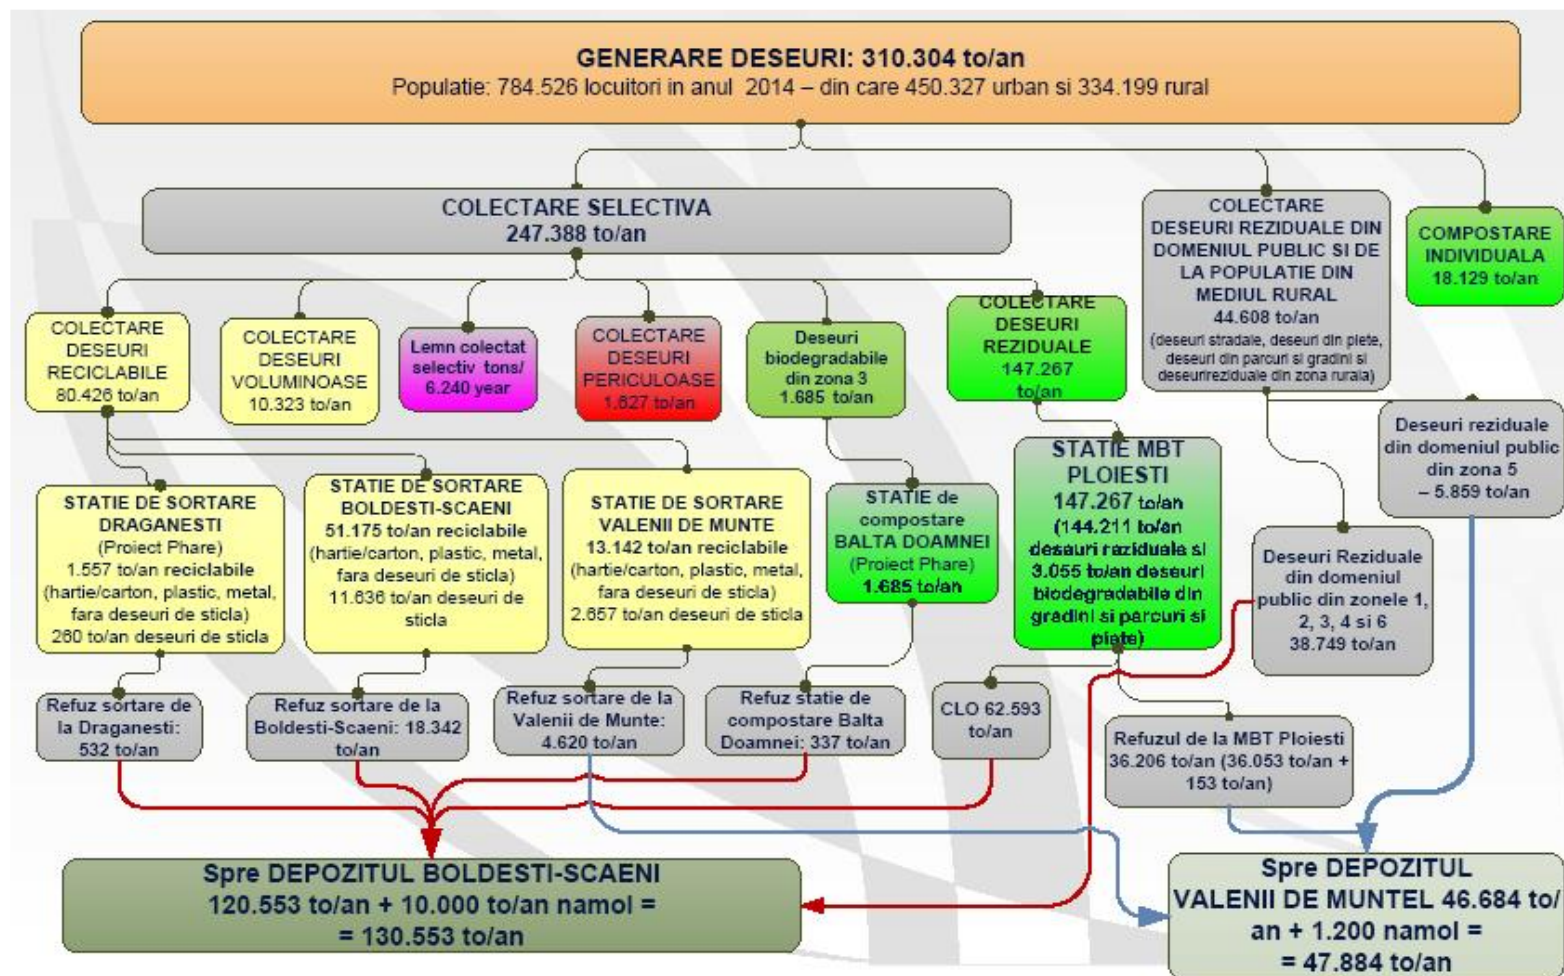 GENERARE DESEURI: 310.304 to/an
Populatie: 784.526 locuitori in anul 2014 – din care 450.327 urban si 334.199 rural
COLECTARE SELECTIVA
247.388 to/an
COLECTARE
DESEURI REZIDUALE DIN
DOMENIUL PUBLIC SI DE
LA POPULATIE DIN
MEDIUL RURAL
44.608 to/an
(deseuri stradale, deseuri din piete,
deseuri din parcuri si gradini si
deseurireziduale din zona rurala)
COMPOSTARE
INDIVIDUALA
18.129 to/an
COLECTARE
DESEURI
RECICLABILE
80.426 to/an
COLECTARE
DESEURI
VOLUMINOASE
10.323 to/an
Lemn colectat
selectiv tons/
6.240 year
COLECTARE
DESEURI
PERICULOASE
1.627 to/an
Deseuri
biodegradabile
din zona 3
1.685 to/an
COLECTARE
DESEURI
REZIDUALE
147.267
to/an
Deseuri reziduale
din domeniul public
din zona 5
– 5.859 to/an
STATIE DE SORTARE
DRAGANESTI
(Proiect Phare)
1.557 to/an reciclabile
(hartie/carton, plastic, metal,
fara deseuri de sticla)
260 to/an deseuri de sticla
STATIE DE SORTARE
BOLDESTI-SCAENI
51.175 to/an reciclabile
(hartie/carton, plastic, metal,
fara deseuri de sticla)
11.636 to/an deseuri de
sticla
STATIE DE SORTARE
VALENII DE MUNTE
13.142 to/an reciclabile
(hartie/carton, plastic, metal,
fara deseuri de sticla)
2.657 to/an deseuri de sticla
STATIE de
compostare
BALTA DOAMNEI
(Proiect Phare)
1.685 to/an
STATIE MBT
PLOIESTI
147.267 to/an
(144.211 to/an
deseuri reziduale si
3.055 to/an deseuri
biodegradabile din
gradini si parcuri si
piete)
Deseuri Reziduale
din domeniul
public din zonele 1,
2, 3, 4 si 6
38.749 to/an
Refuz sortare de
la Draganesti:
532 to/an
Refuz sortare de la
Boldesti-Scaeni: 18.342
to/an
Refuz sortare de la
Valenii de Munte:
4.620 to/an
Refuz statie de
compostare Balta
Doamnei: 337 to/an
CLO 62.593
to/an
Refuzul de la MBT Ploiesti
36.206 to/an (36.053 to/an +
153 to/an)
Spre DEPOZITUL BOLDESTI-SCAENI
120.553 to/an + 10.000 to/an namol =
= 130.553 to/an
Spre DEPOZITUL
VALENII DE MUNTEL 46.684 to/
an + 1.200 namol =
= 47.884 to/an